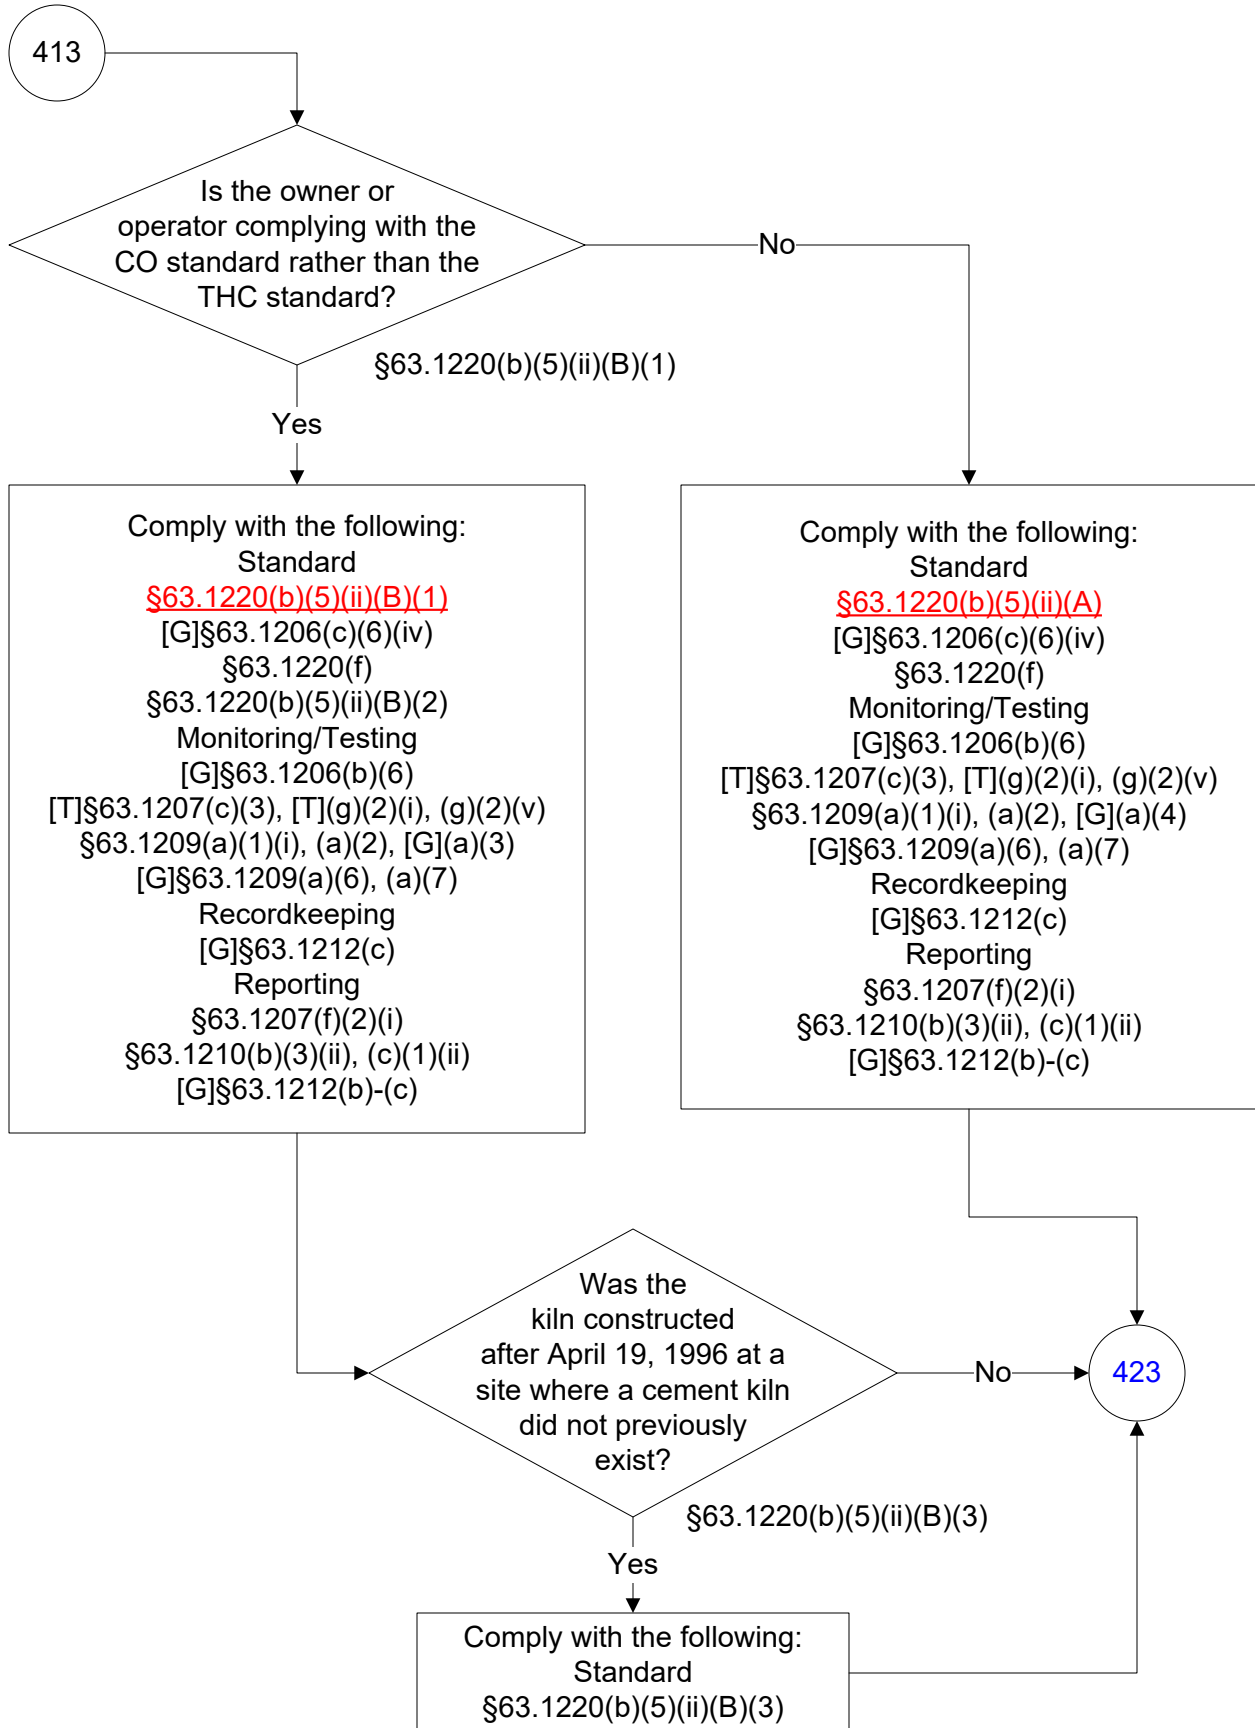 413
Is the owner or
operator complying with the
CO standard rather than the
THC standard?
No
§63.1220(b)(5)(ii)(B)(1)
Yes
Comply with the following:
Standard
§63.1220(b)(5)(ii)(B)(1)
[G]§63.1206(c)(6)(iv)
§63.1220(f)
§63.1220(b)(5)(ii)(B)(2)
Monitoring/Testing
[G]§63.1206(b)(6)
[T]§63.1207(c)(3), [T](g)(2)(i), (g)(2)(v)
§63.1209(a)(1)(i), (a)(2), [G](a)(3)
[G]§63.1209(a)(6), (a)(7)
Recordkeeping
[G]§63.1212(c)
Reporting
§63.1207(f)(2)(i)
§63.1210(b)(3)(ii), (c)(1)(ii)
[G]§63.1212(b)-(c)
Comply with the following:
Standard
§63.1220(b)(5)(ii)(A)
[G]§63.1206(c)(6)(iv)
§63.1220(f)
Monitoring/Testing
[G]§63.1206(b)(6)
[T]§63.1207(c)(3), [T](g)(2)(i), (g)(2)(v)
§63.1209(a)(1)(i), (a)(2), [G](a)(4)
[G]§63.1209(a)(6), (a)(7)
Recordkeeping
[G]§63.1212(c)
Reporting
§63.1207(f)(2)(i)
§63.1210(b)(3)(ii), (c)(1)(ii)
[G]§63.1212(b)-(c)
Was the
kiln constructed
after April 19, 1996 at a
site where a cement kiln
did not previously
exist?
No
423
§63.1220(b)(5)(ii)(B)(3)
Yes
Comply with the following:
Standard
§63.1220(b)(5)(ii)(B)(3)